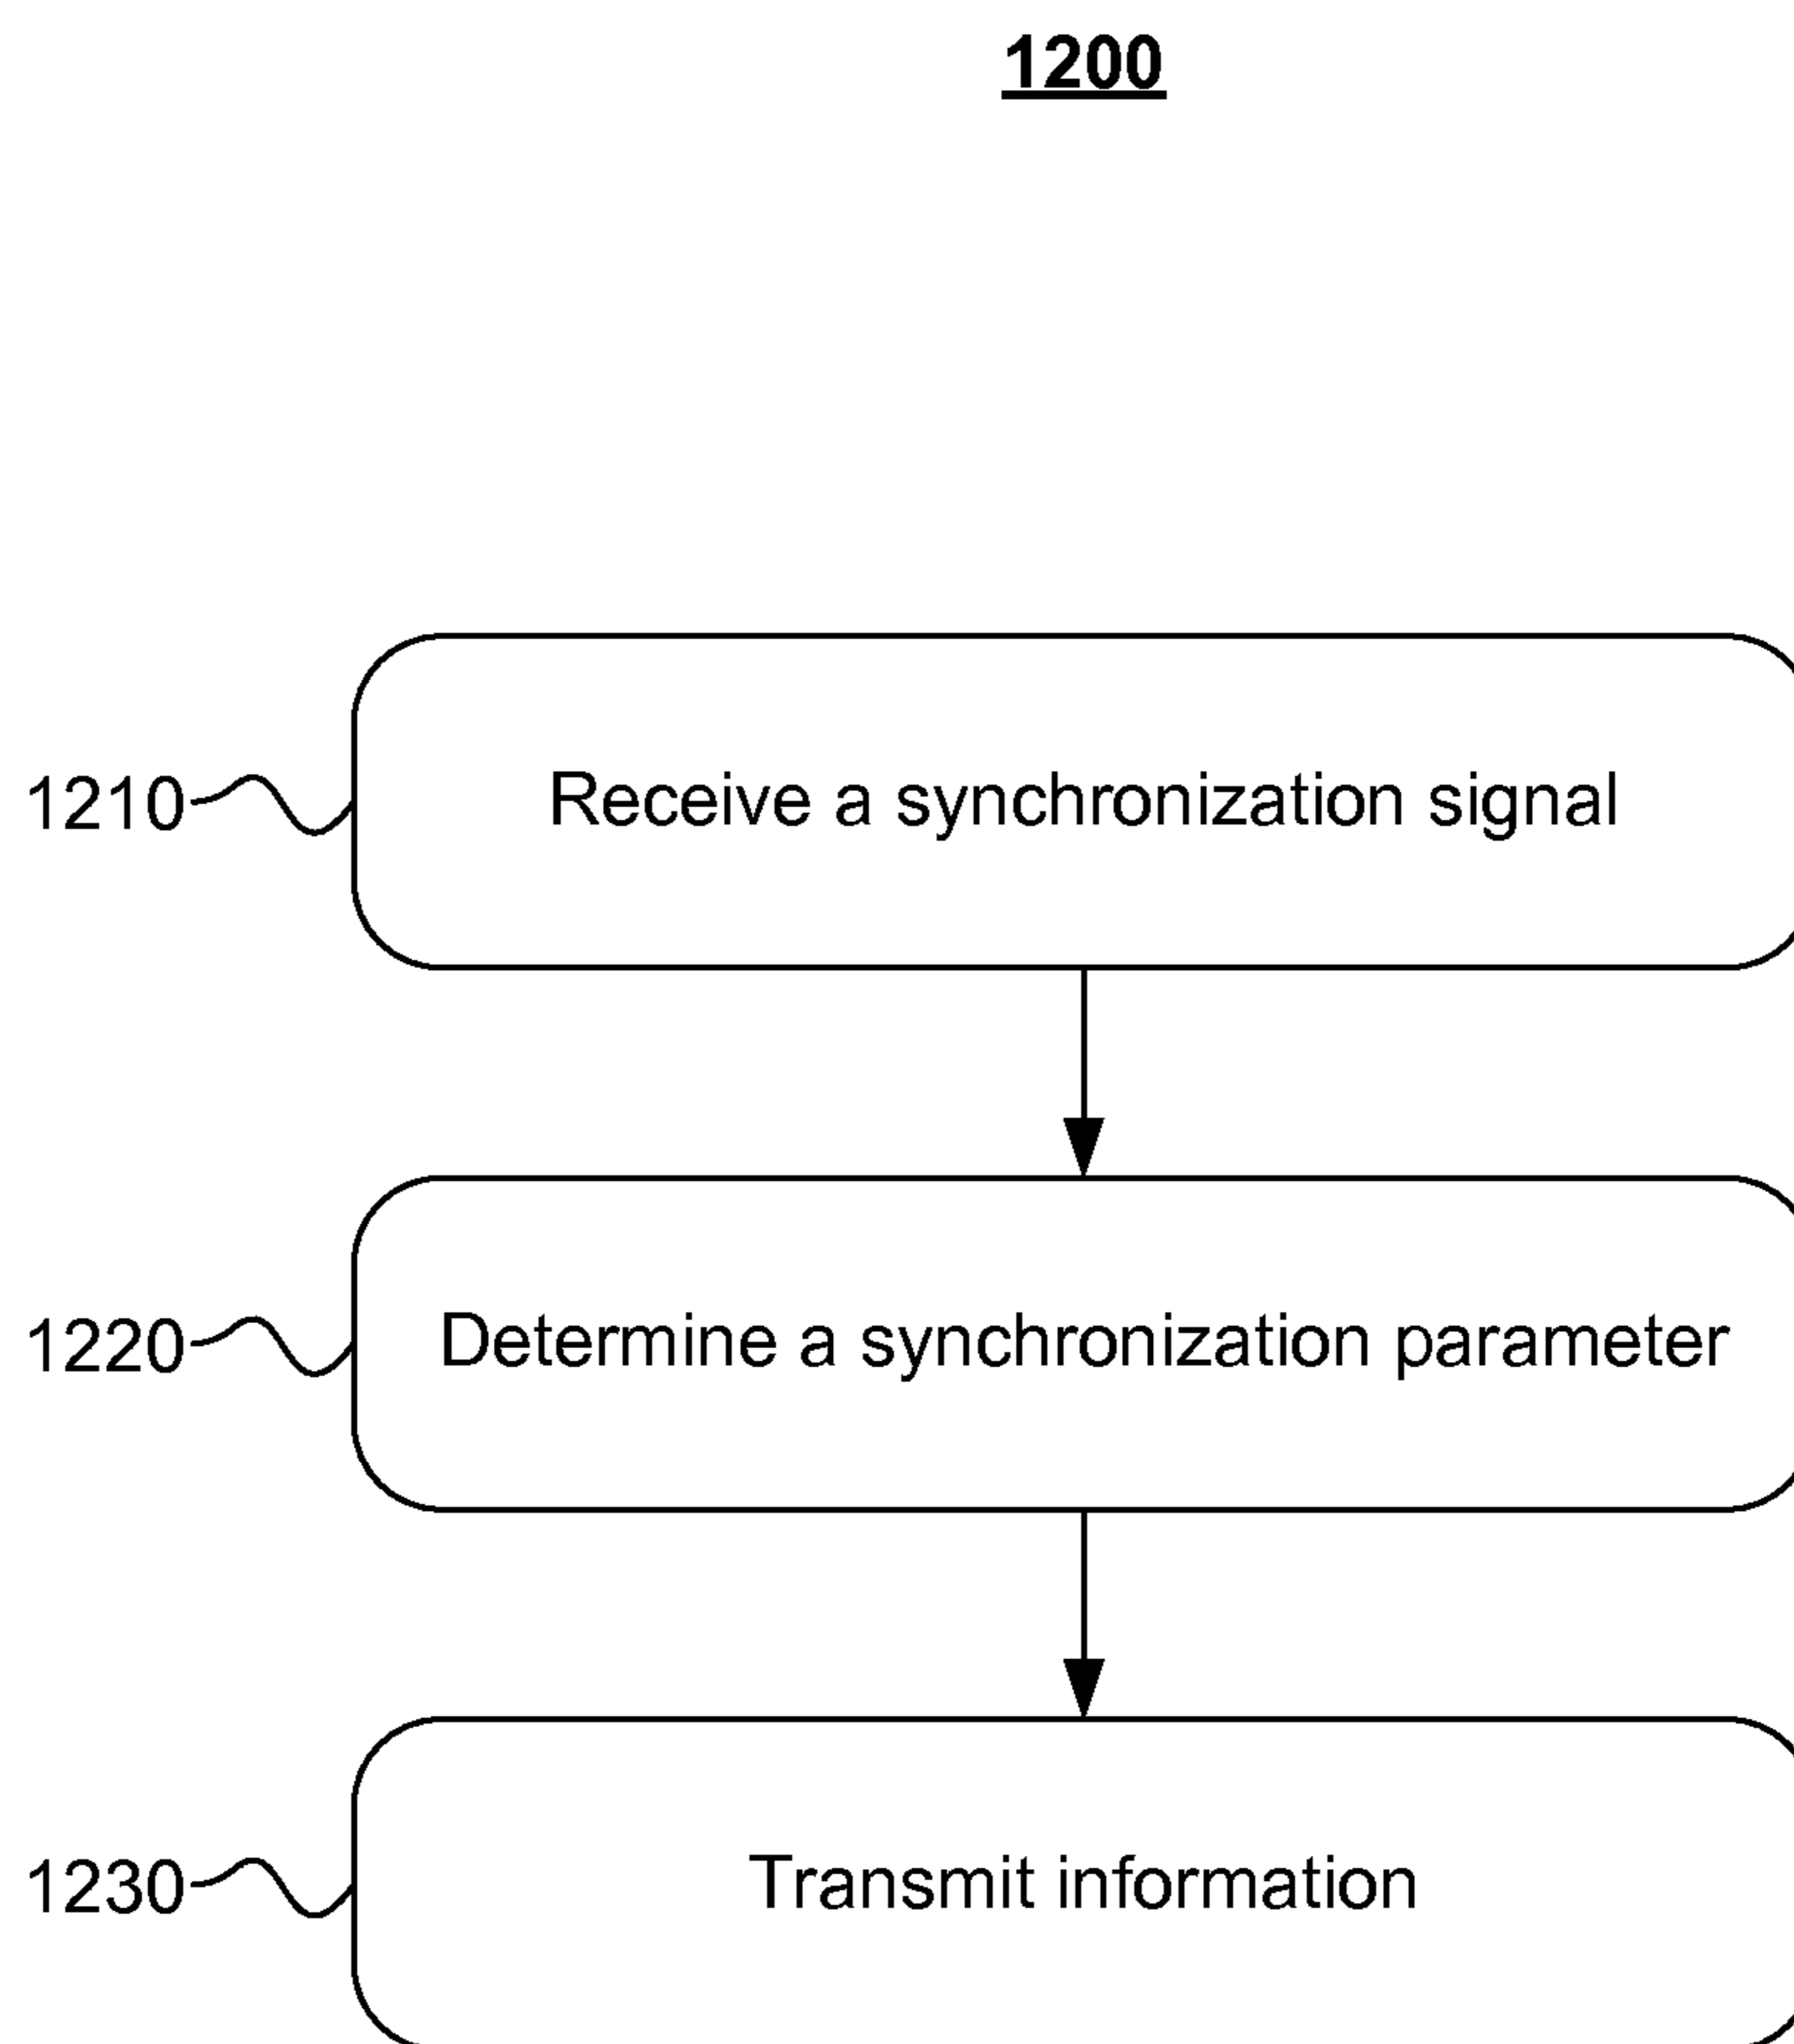 1200
1210 Receive a synchronization signal
1220 Determine a synchronization parameter
1230 Transmit information